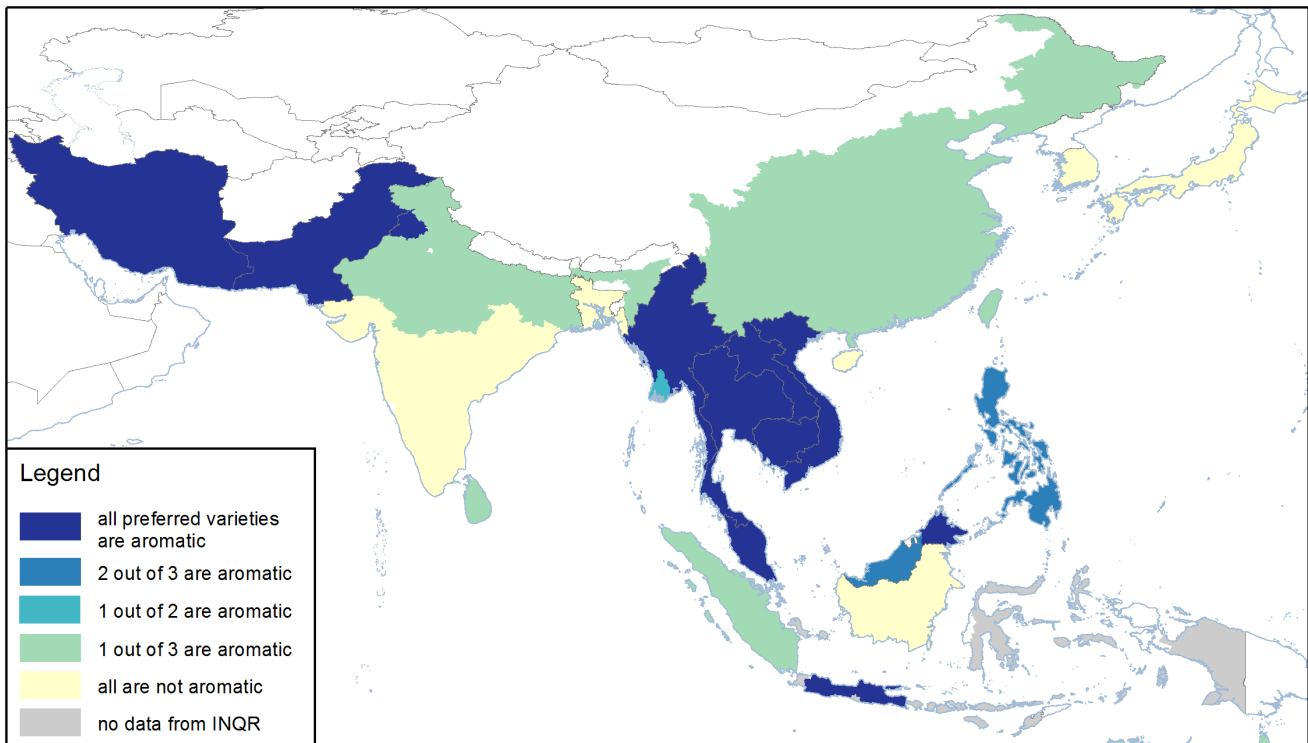 Legend
all preferred varieties
are aromatic
2 out of 3 are aromatic
1 out of 2 are aromatic
1 out of 3 are aromatic
all are not aromatic
no data from INQR